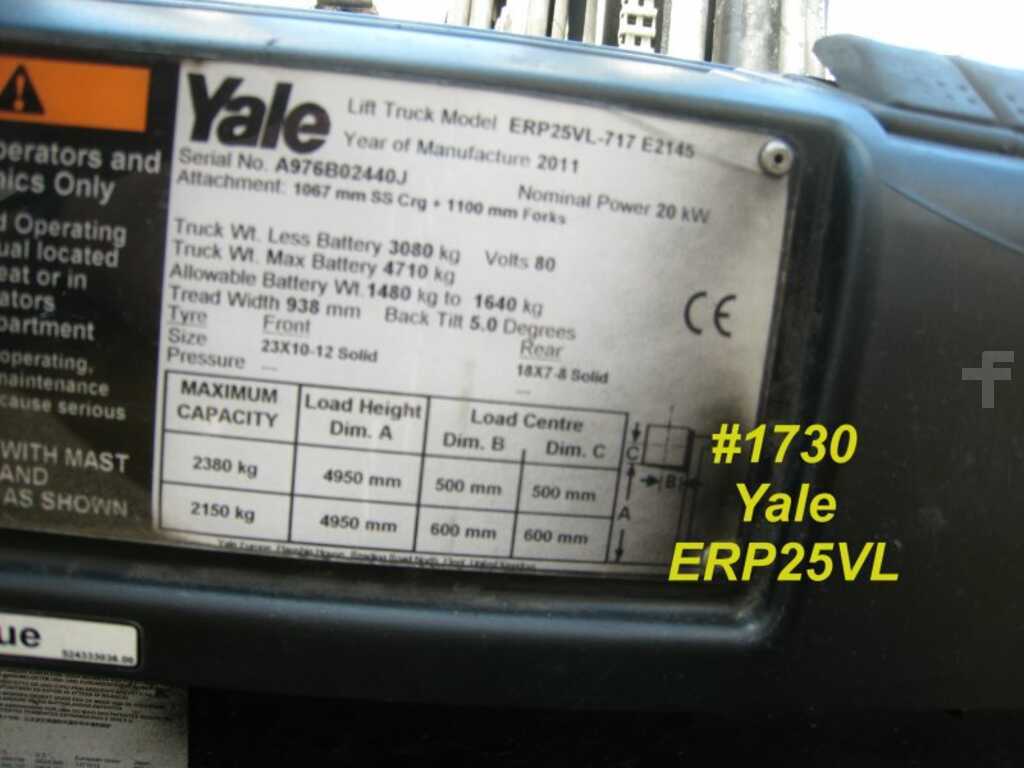 perators and
nics Only
d Operating
ual located
eat or in
ators
partment
operating,
maintenance
cause serious
WITH MAST
AND
AS SHOWN
Yale
Lift Truck Model ERP25VL-717 E2145
Year of Manufacture 2011
Serial No. A976B02440J
Nominal Power 20 kW
Attachment: 1067 mm SS Crg + 1100 mm Forks
Truck Wt. Less Battery 3080 kg Volts 80
Truck Wt. Max Battery 4710 kg
Allowable Battery Wt. 1480 kg to 1640 kg
Tread Width 938 mm Back Tilt 5.0 Degrees
Tyre Front Rear
Size 23X10-12 Solid 18X7-8 Solid
Pressure --- ---
CE
MAXIMUM CAPACITY
Load Height Dim. A
Load Centre
Dim. B Dim. C
2380 kg 4950 mm 500 mm 500 mm
2150 kg 4950 mm 600 mm 600 mm
C
B
A
#1730
Yale
ERP25VL
f
ue